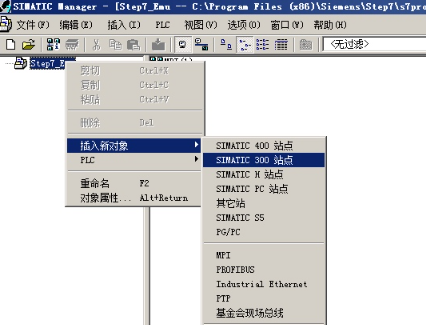 SIMATIC Manager - [Step7_Emu -- C:\Program Files (x86)\Siemens\Step7\s7pro
文件(F) 编辑(E) 插入(I) PLC 视图(V) 选项(O) 窗口(W) 帮助(H)
<无过滤>
Step7_E
MPI(1)
剪切 Ctrl+X
复制 Ctrl+C
粘贴 Ctrl+V
删除 Del
插入新对象
PLC
重命名 F2
对象属性... Alt+Return
SIMATIC 400 站点
SIMATIC 300 站点
SIMATIC H 站点
SIMATIC PC 站点
其它站
SIMATIC S5
PG/PC
MPI
PROFIBUS
Industrial Ethernet
PTP
基金会现场总线